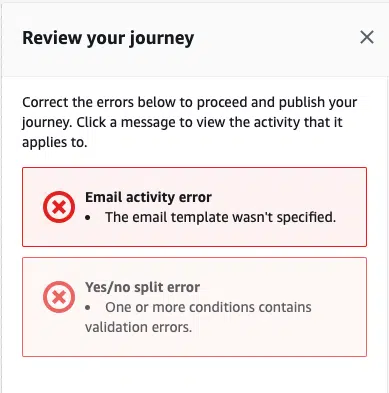 Review your journey
Correct the errors below to proceed and publish your
journey. Click a message to view the activity that it
applies to.
Email activity error
• The email template wasn't specified.
Yes/no split error
• One or more conditions contains
validation errors.